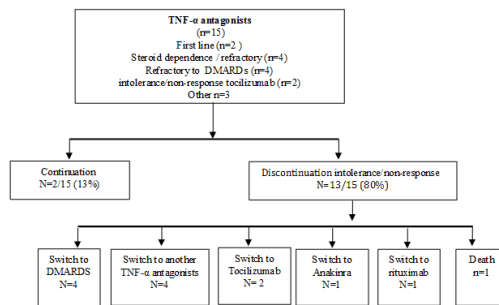 TNF-α antagonists
(n=15)
First line (n=2 )
Steroid dependence / refractory (n=4)
Refractory to DMARDs (n=4)
intolerance/non-response tocilizumab (n=2)
Other n=3
Continuation
N=2/15 (13%)
Discontinuation intolerance/non-response
N=13/15 (80%)
Switch to
DMARDS
N=4
Switch to another
TNF-α antagonists
N=4
Switch to
Tocilizumab
N= 2
Switch to
Anakinra
N=1
Switch to
rituximab
N=1
Death
n=1